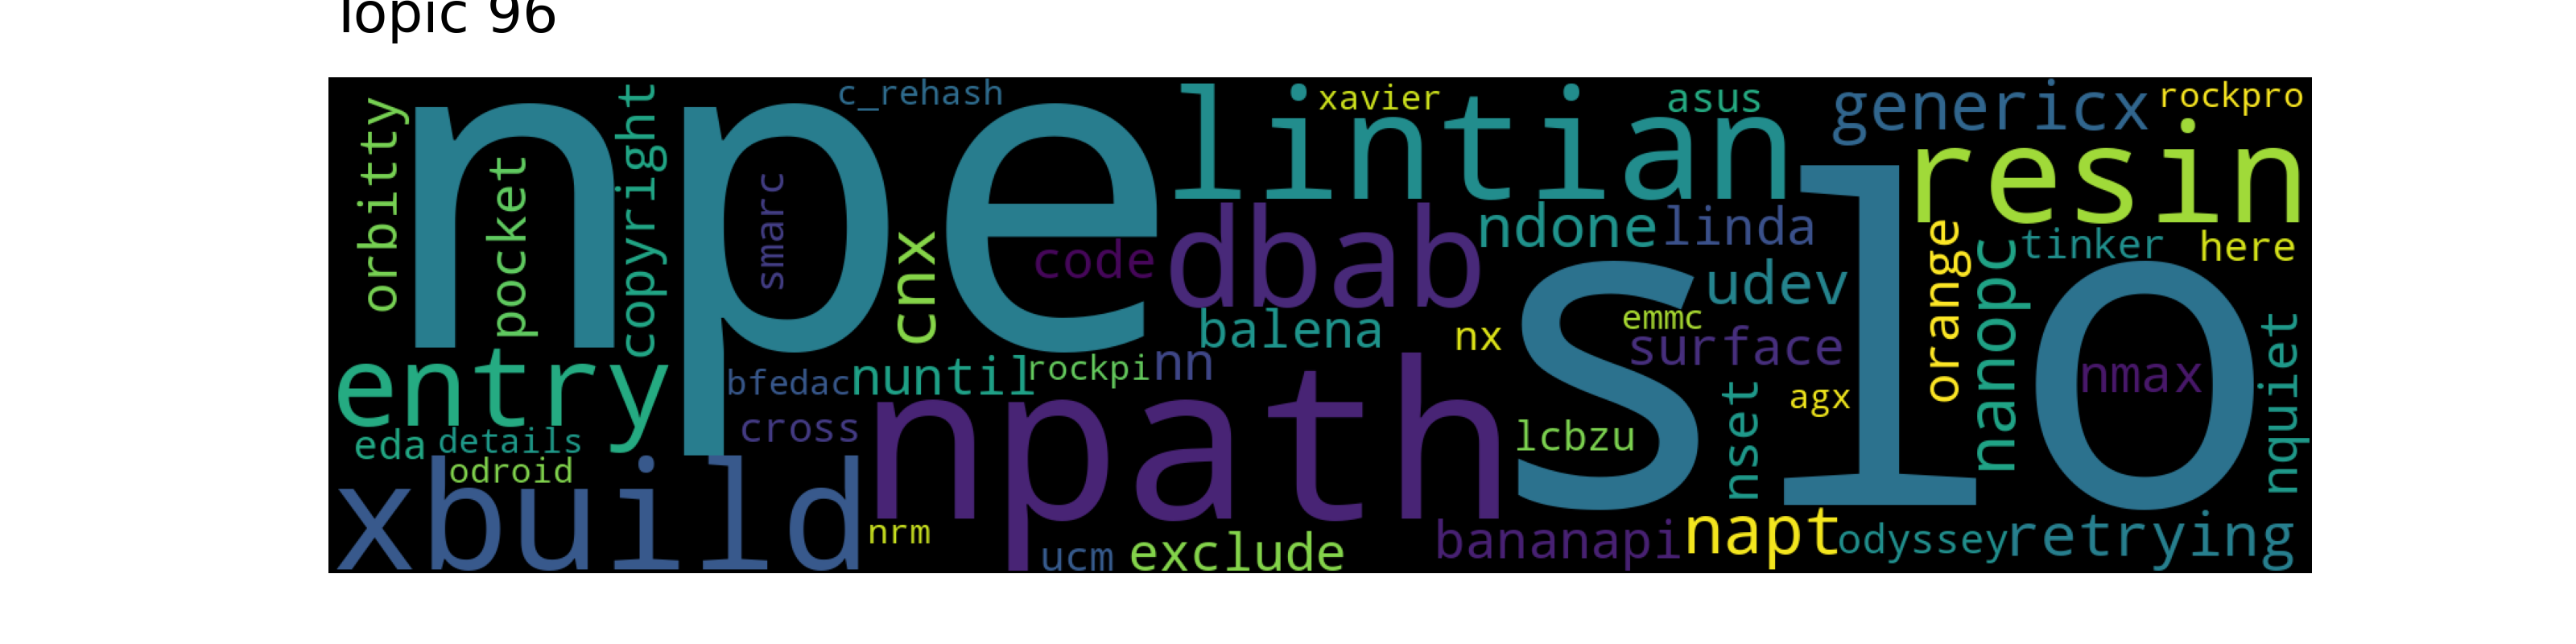 Topic 96
orbitty
npe
pocket
copyright
smarc
c_rehash
cnx
code
lintian
xavier
asus
genericx
rockpro
resin
dbab
ndone
linda
slo
orange
nanopc
tinker
here
udev
balena
nx
emmc
surface
agx
nmax
nquiet
entry
bfedac
nuntil
rockpi
nn
cross
npath
lcbzu
nset
eda
details
odroid
xbuild
nrm
ucm
exclude
bananapi
napt
odyssey
retrying